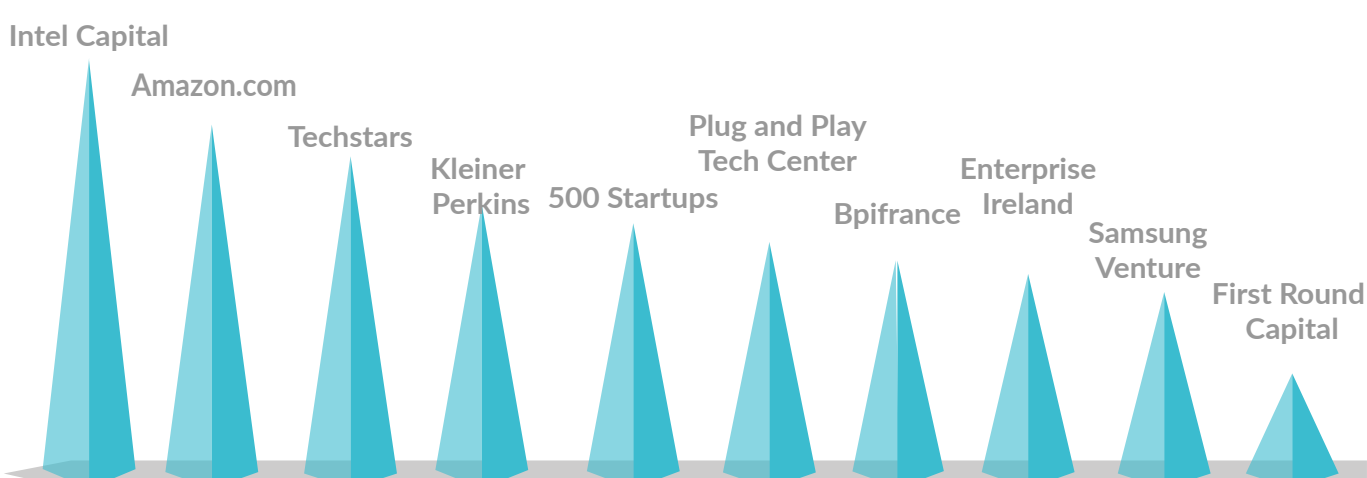 Intel Capital
Amazon.com
Techstars
Kleiner
Perkins
500 Startups
Plug and Play
Tech Center
Bpifrance
Enterprise
Ireland
Samsung
Venture
First Round
Capital